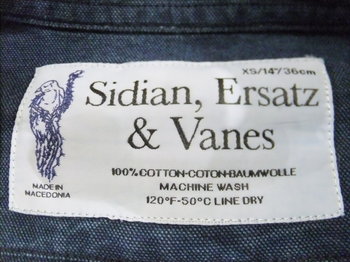 XS/14"/36cm
Sidian, Ersatz
& Vanes
100% COTTON-COTON-BAUMWOLLE
MACHINE WASH
120°F-50°C LINE DRY
MADE IN
MACEDONIA